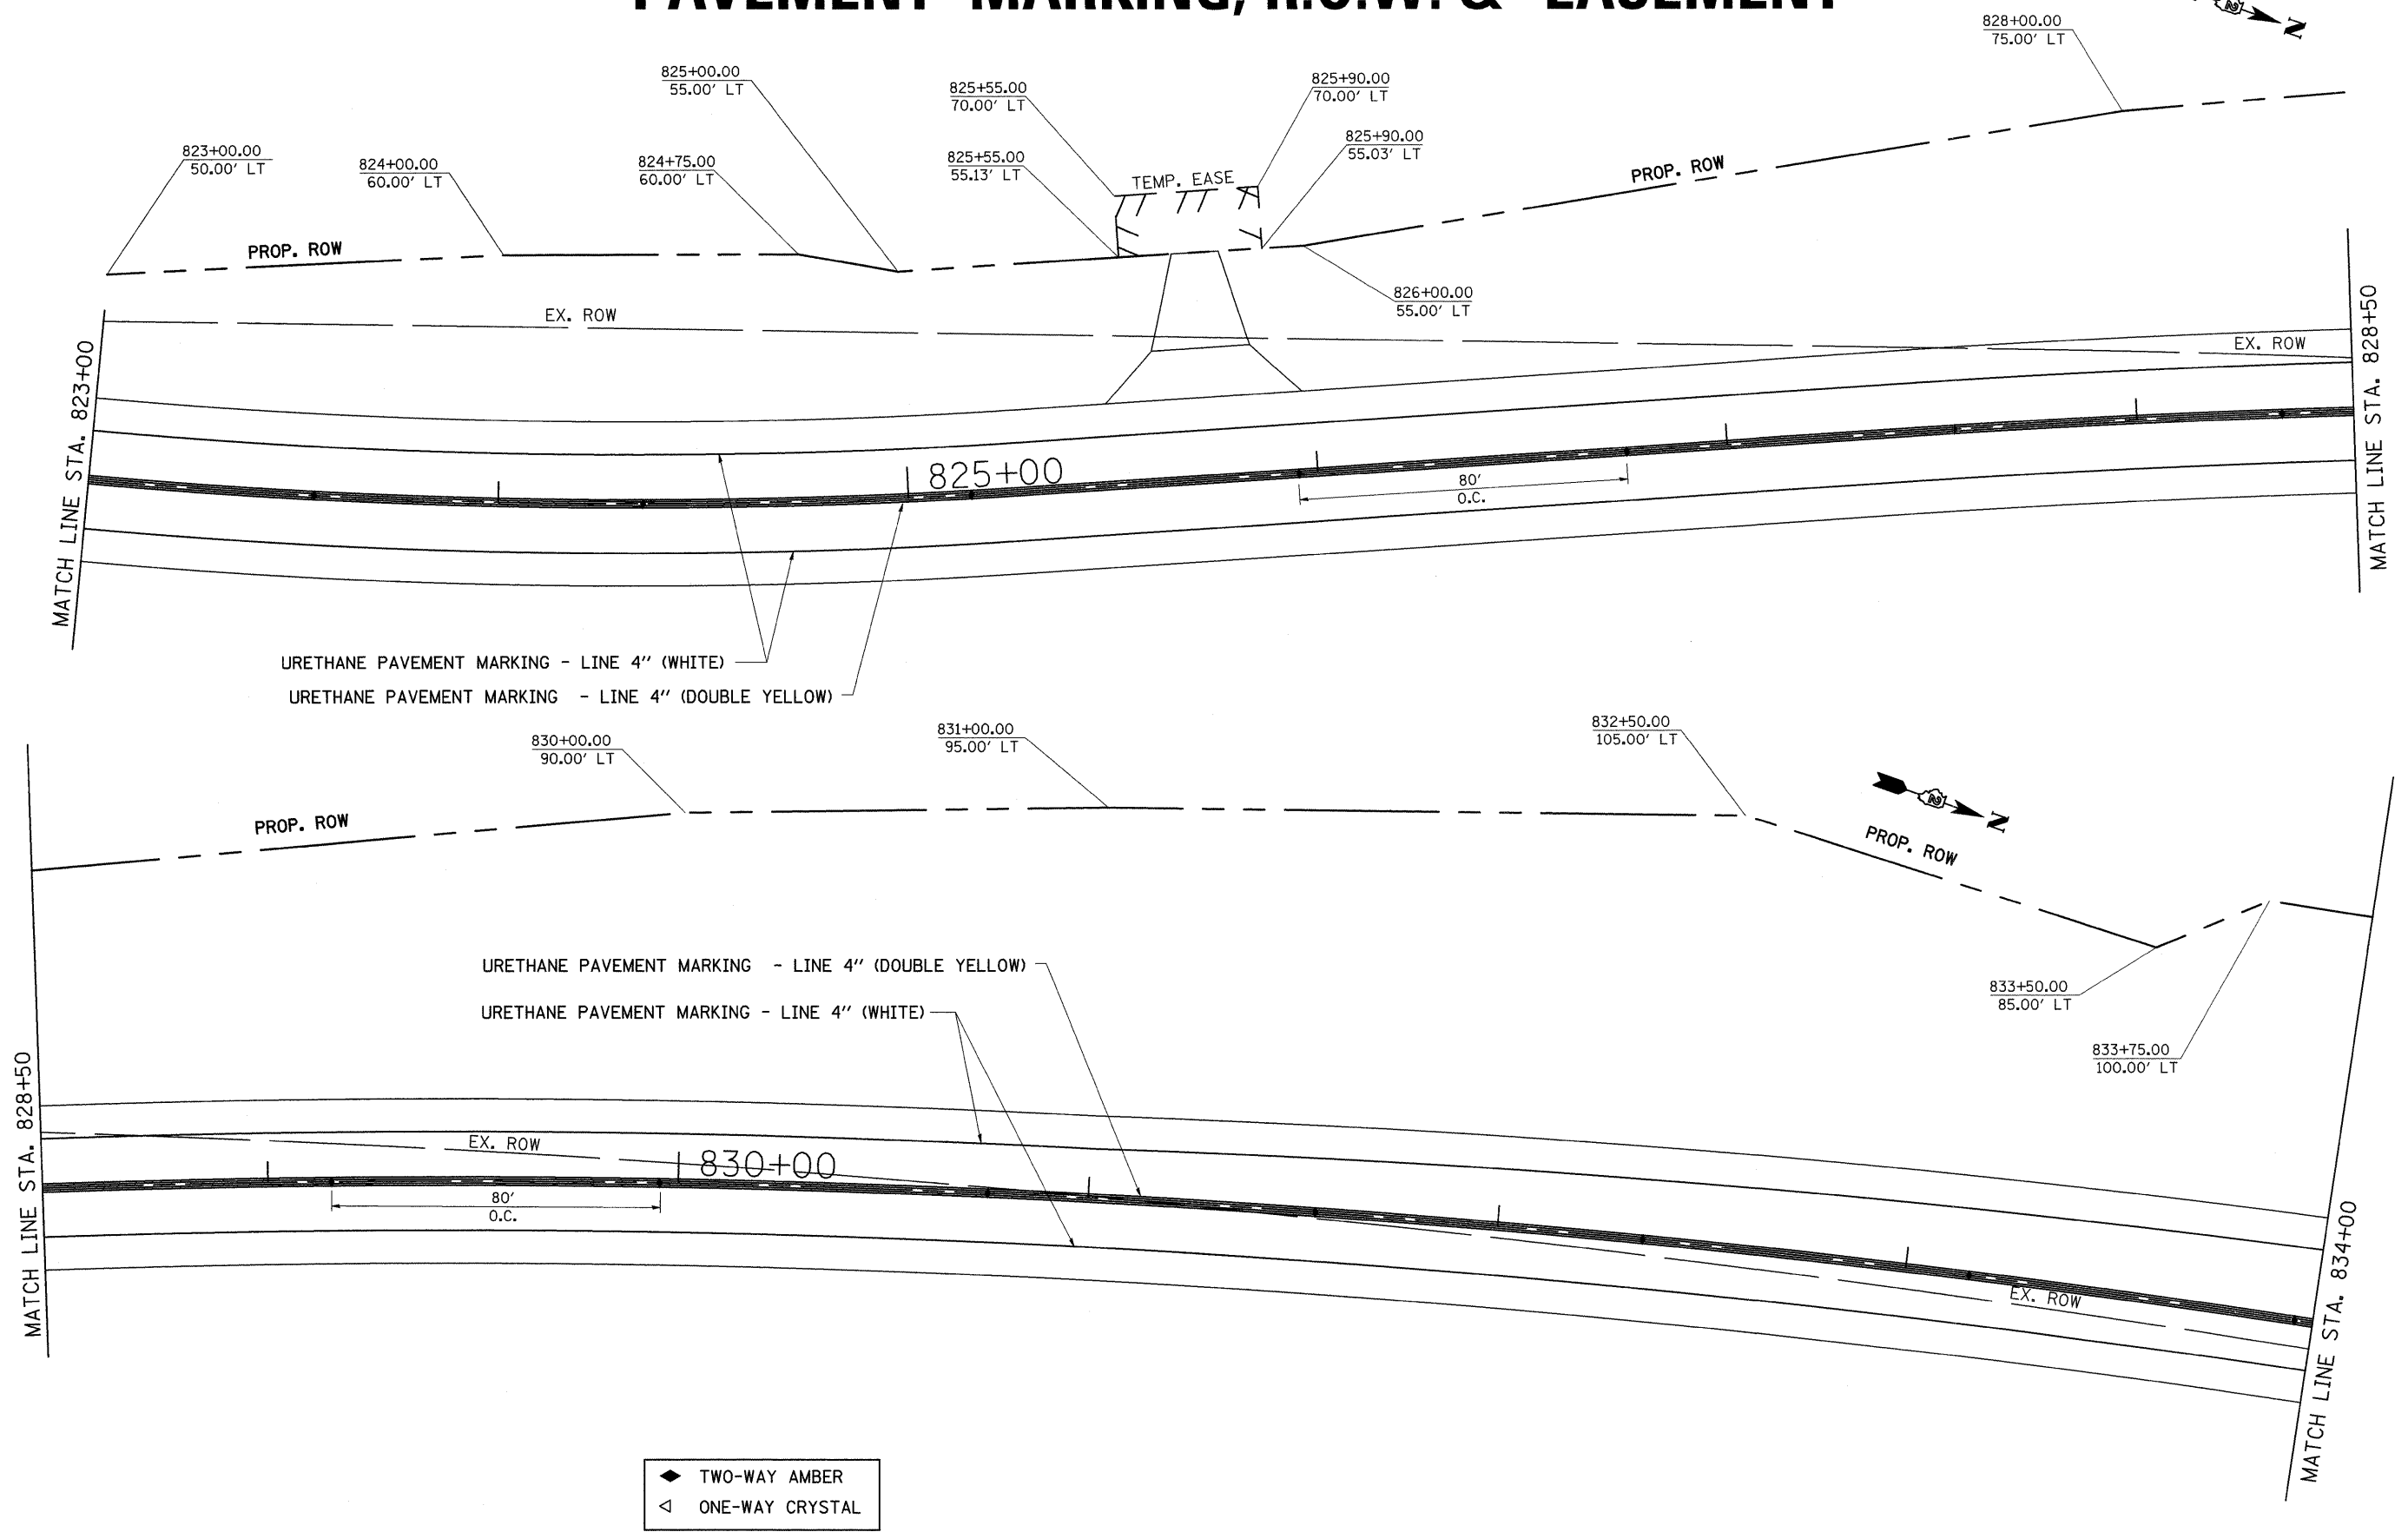 PAVEMENT MARKING, R.O.W. & EASEMENT
N
828+00.00
75.00' LT
825+00.00
55.00' LT
825+55.00
70.00' LT
825+90.00
70.00' LT
823+00.00
50.00' LT
824+00.00
60.00' LT
824+75.00
60.00' LT
825+55.00
55.13' LT
825+90.00
55.03' LT
TEMP. EASE
PROP. ROW
PROP. ROW
826+00.00
55.00' LT
EX. ROW
EX. ROW
MATCH LINE STA. 823+00
MATCH LINE STA. 828+50
825+00
80'
O.C.
URETHANE PAVEMENT MARKING - LINE 4" (WHITE)
URETHANE PAVEMENT MARKING - LINE 4" (DOUBLE YELLOW)
830+00.00
90.00' LT
831+00.00
95.00' LT
832+50.00
105.00' LT
N
PROP. ROW
PROP. ROW
URETHANE PAVEMENT MARKING - LINE 4" (DOUBLE YELLOW)
URETHANE PAVEMENT MARKING - LINE 4" (WHITE)
833+50.00
85.00' LT
833+75.00
100.00' LT
MATCH LINE STA. 828+50
EX. ROW
830+00
80'
O.C.
EX. ROW
MATCH LINE STA. 834+00
TWO-WAY AMBER
ONE-WAY CRYSTAL